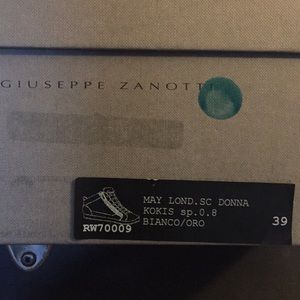 GIUSEPPE ZANOTTI
MAY LOND.SC DONNA
KOKIS sp.0.8
RW70009 BIANCO/ORO 39